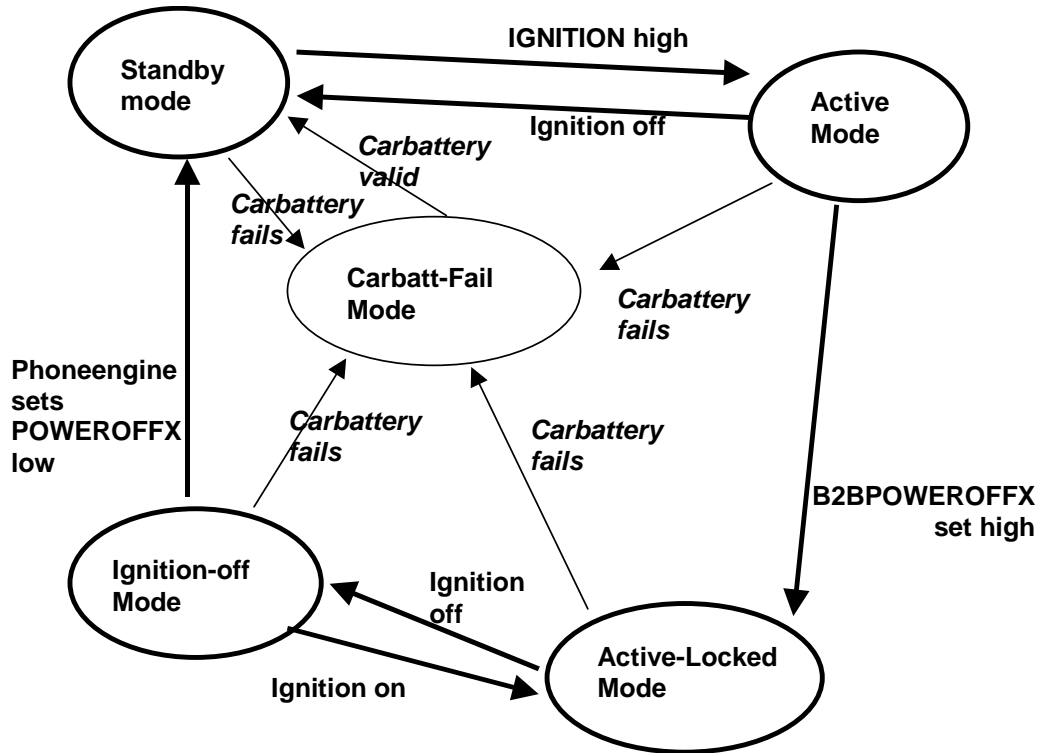 IGNITION high
Standby
mode
Active
Mode
Ignition off
Carbattery
valid
Carbattery
fails
Carbatt-Fail
Mode
Carbattery
fails
Phoneengine
sets
POWEROFFX
low
Carbattery
fails
Carbattery
fails
B2BPOWEROFFX
set high
Ignition-off
Mode
Ignition
off
Active-Locked
Mode
Ignition on